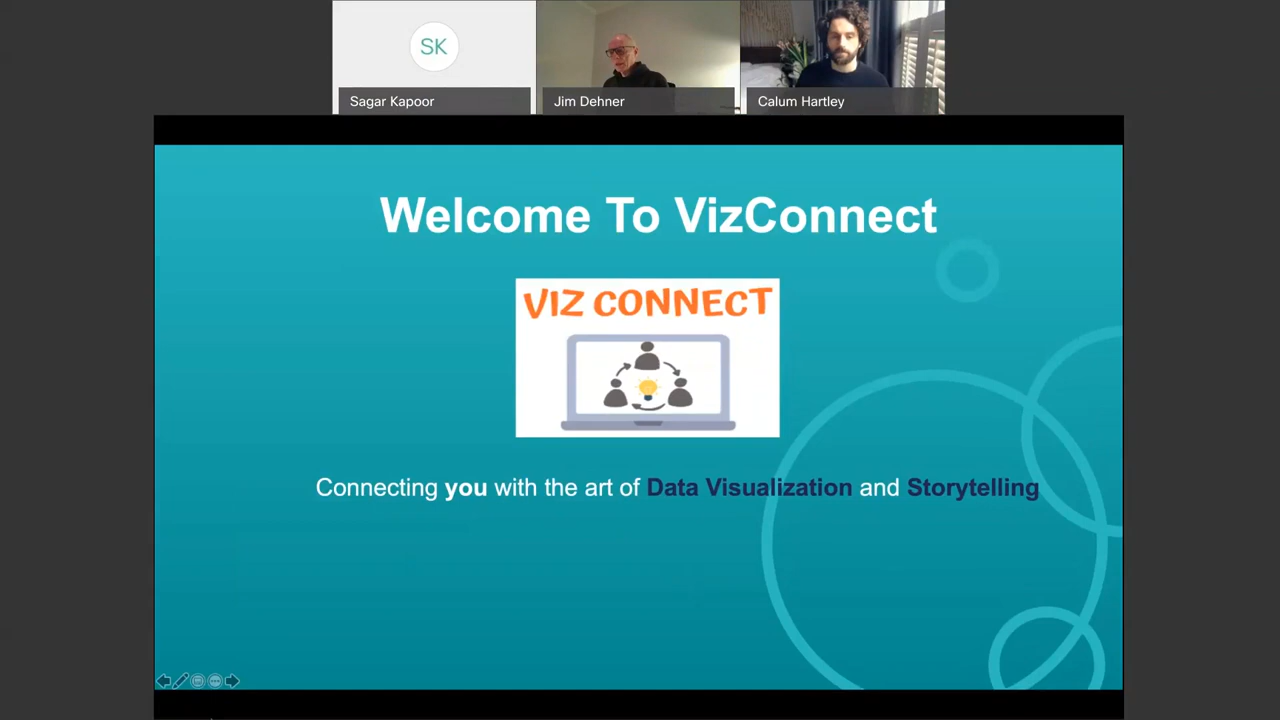 SK
Sagar Kapoor
Jim Dehner
Calum Hartley
Welcome To VizConnect
VIZ CONNECT
Connecting you with the art of Data Visualization and Storytelling